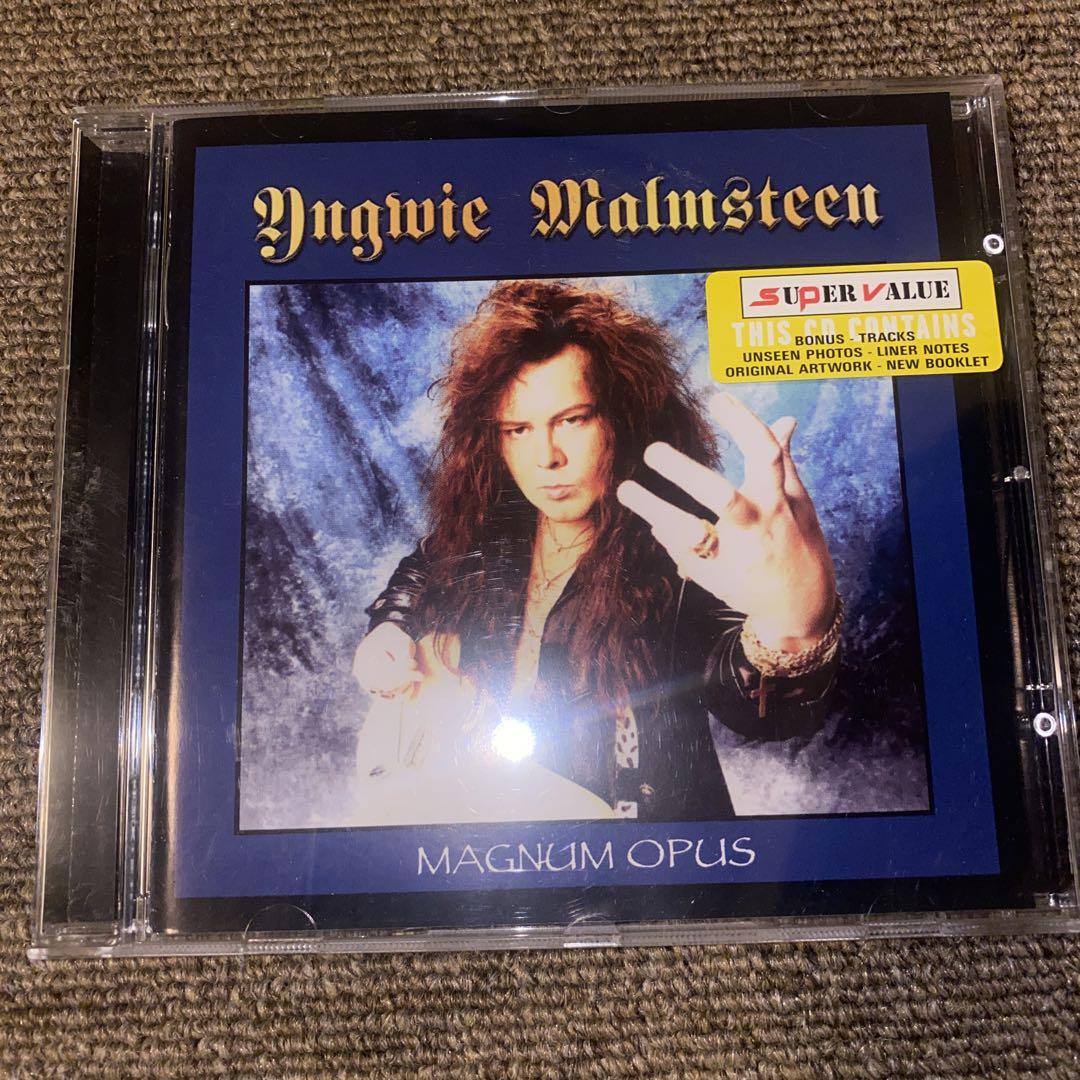 Yngwie Malmsteen
SUPER VALUE
THIS CD CONTAINS
BONUS - TRACKS
UNSEEN PHOTOS - LINER NOTES
ORIGINAL ARTWORK - NEW BOOKLET
MAGNUM OPUS